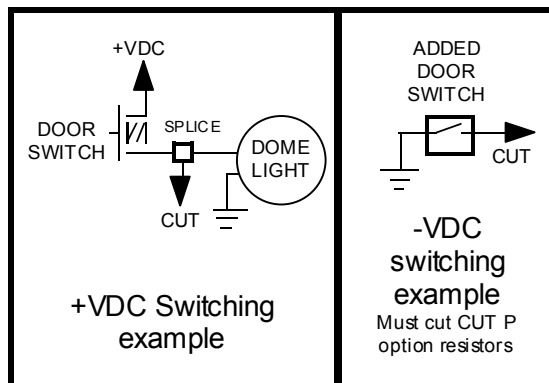 +VDC
DOOR
SWITCH
SPLICE
DOME
LIGHT
CUT
+VDC Switching
example
ADDED
DOOR
SWITCH
CUT
-VDC
switching
example
Must cut CUT P
option resistors